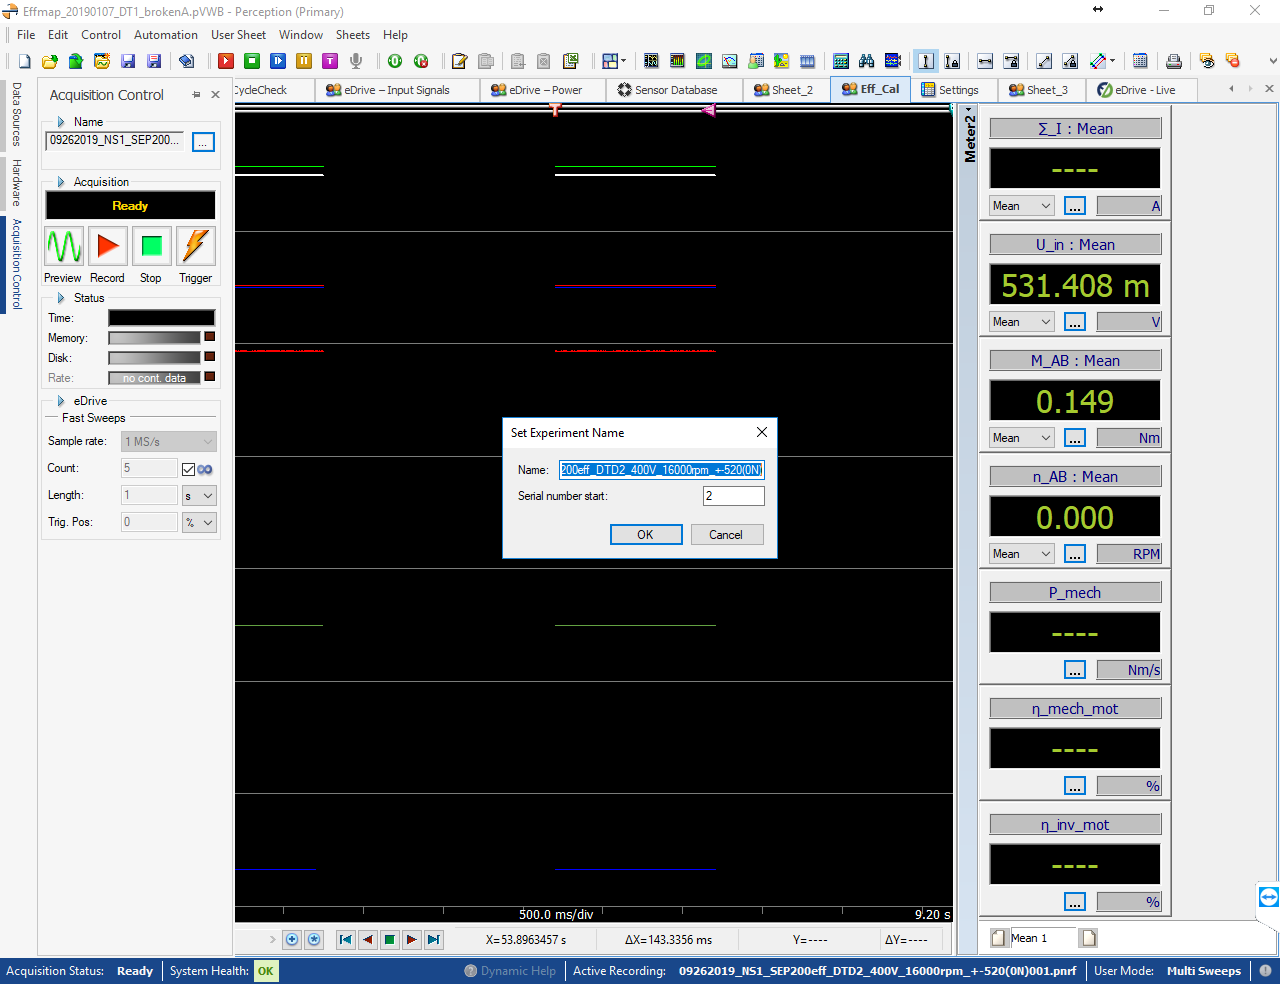 Effmap_20190107_DT1_brokenA.pVWB - Perception (Primary)
File Edit Control Automation User Sheet Window Sheets Help
CycleCheck eDrive – Input Signals eDrive – Power Sensor Database Sheet_2 Eff_Cal Settings Sheet_3 eDrive - Live
Data Sources
Hardware
Acquisition Control
Acquisition Control
Name
09262019_NS1_SEP200... ...
Acquisition
Ready
Preview Record Stop Trigger
Status
Time:
Memory:
Disk:
Rate: no cont. data
eDrive
Fast Sweeps
Sample rate: 1 MS/s
Count: 5
Length: 1 s
Trig. Pos: 0 %
Set Experiment Name
Name: 200eff_DTD2_400V_16000rpm_+-520(0N)
Serial number start: 2
OK Cancel
500.0 ms/div 9.20 s
X=53.8963457 s ΔX=143.3356 ms Y=---- ΔY=----
Meter2
Σ_I : Mean
----
Mean ... A
U_in : Mean
531.408 m
Mean ... V
M_AB : Mean
0.149
Mean ... Nm
n_AB : Mean
0.000
Mean ... RPM
P_mech
----
... Nm/s
η_mech_mot
----
... %
η_inv_mot
----
... %
Mean 1
Acquisition Status: Ready System Health: OK Dynamic Help Active Recording: 09262019_NS1_SEP200eff_DTD2_400V_16000rpm_+-520(0N)001.pnrf User Mode: Multi Sweeps